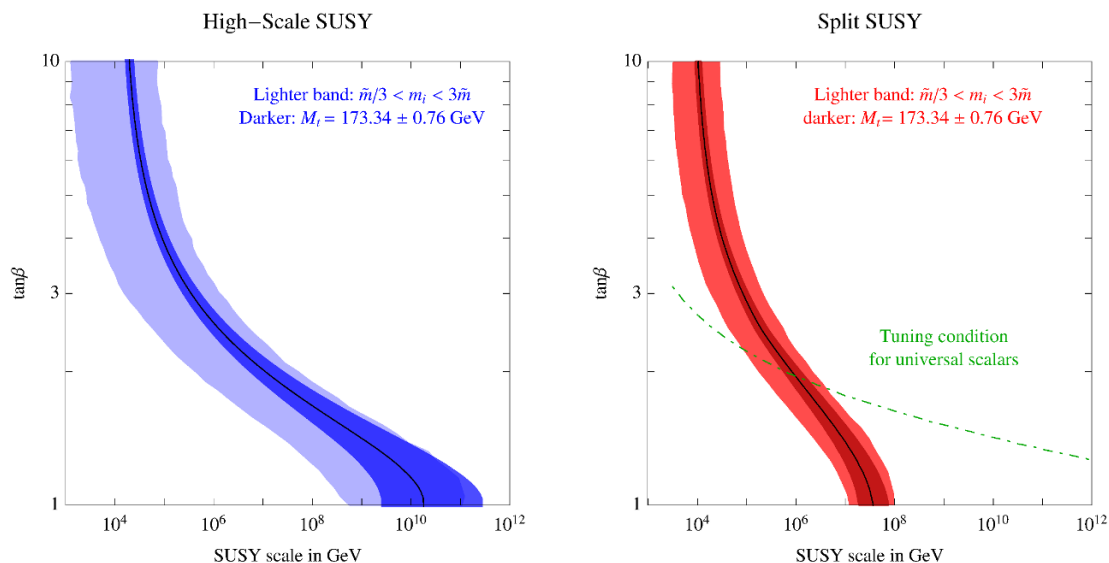 High−Scale SUSY
10
Lighter band: m̃/3 < mᵢ < 3m̃
Darker: Mₜ = 173.34 ± 0.76 GeV
3
1
tanβ
10⁴
10⁶
10⁸
10¹⁰
10¹²
SUSY scale in GeV
Split SUSY
10
Lighter band: m̃/3 < mᵢ < 3m̃
darker: Mₜ = 173.34 ± 0.76 GeV
3
Tuning condition
for universal scalars
1
tanβ
10⁴
10⁶
10⁸
10¹⁰
10¹²
SUSY scale in GeV